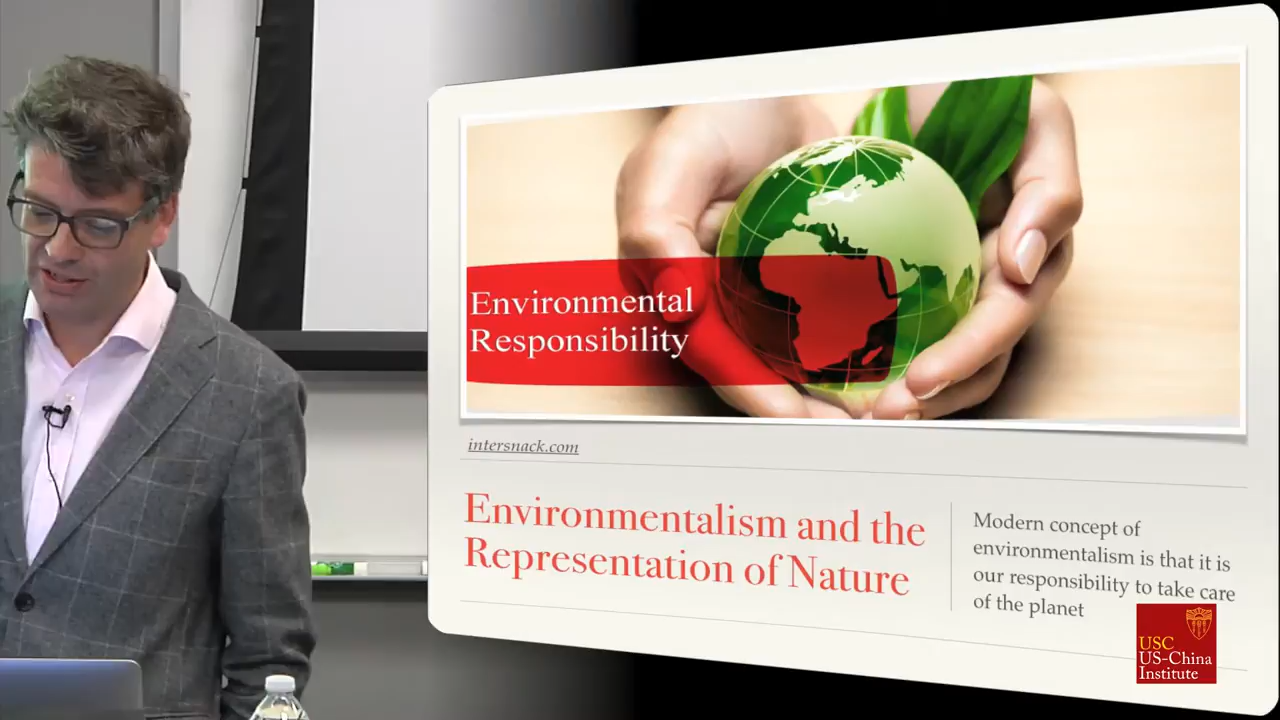 Environmental
Responsibility
intersnack.com
Environmentalism and the
Representation of Nature
Modern concept of
environmentalism is that it is
our responsibility to take care
of the planet
USC
US-China
Institute